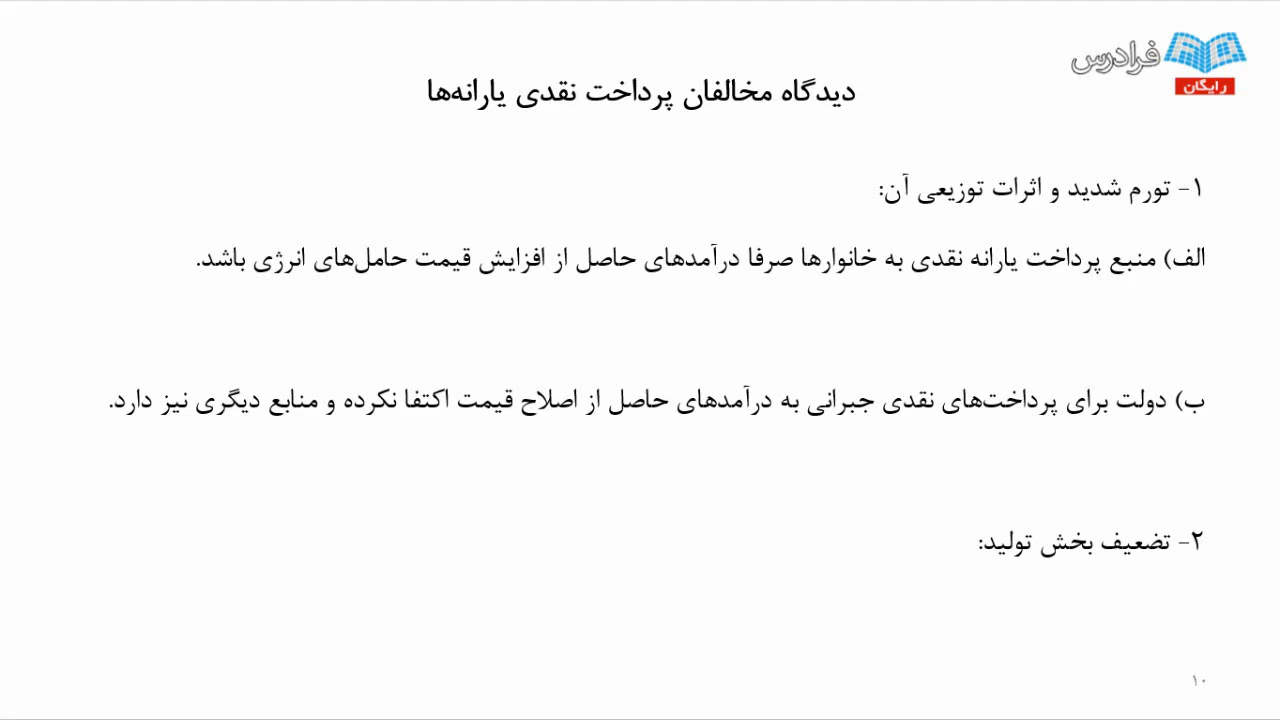 فرادرس
رایگان
دیدگاه مخالفان پرداخت نقدی یارانه‌ها
۱- تورم شدید و اثرات توزیعی آن:
الف) منبع پرداخت یارانه نقدی به خانوارها صرفا درآمدهای حاصل از افزایش قیمت حامل‌های انرژی باشد.
ب) دولت برای پرداخت‌های نقدی جبرانی به درآمدهای حاصل از اصلاح قیمت اکتفا نکرده و منابع دیگری نیز دارد.
۲- تضعیف بخش تولید:
۱۰